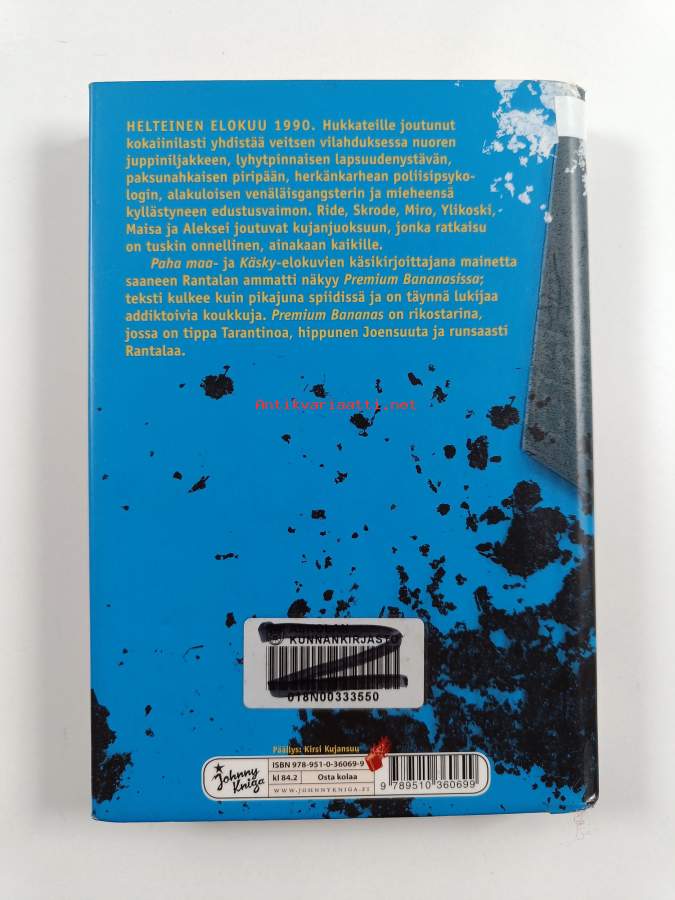 HELTEINEN ELOKUU 1990. Hukkateille joutunut
kokaiinilasti yhdistää veitsen vilahduksessa nuoren
juppiniljakkeen, lyhytpinnaisen lapsuudenystävän,
paksunahkaisen piripään, herkänkarhean poliisipsyko-
login, alakuloisen venäläisgangsterin ja mieheensä
kyllästyneen edustusvaimon. Ride, Skrode, Miro, Ylikoski,
Maisa ja Aleksei joutuvat kujanjuoksuun, jonka ratkaisu
on tuskin onnellinen, ainakaan kaikille.
Paha maa- ja Käsky-elokuvien käsikirjoittajana mainetta
saaneen Rantalan ammatti näkyy Premium Bananasissa;
teksti kulkee kuin pikajuna spiidissä ja on täynnä lukijaa
addiktoivia koukkuja. Premium Bananas on rikostarina,
jossa on tippa Tarantinoa, hippunen Joensuuta ja runsaasti
Rantalaa.
Antikvariaatti.net
KUNNANKIRJASTO
018N00333550
Päällys: Kirsi Kujansuu
Johnny Kniga
ISBN 978-951-0-36069-9
kl 84.2 Osta kolaa
WWW.JOHNNYKNIGA.FI
9 789510 360699